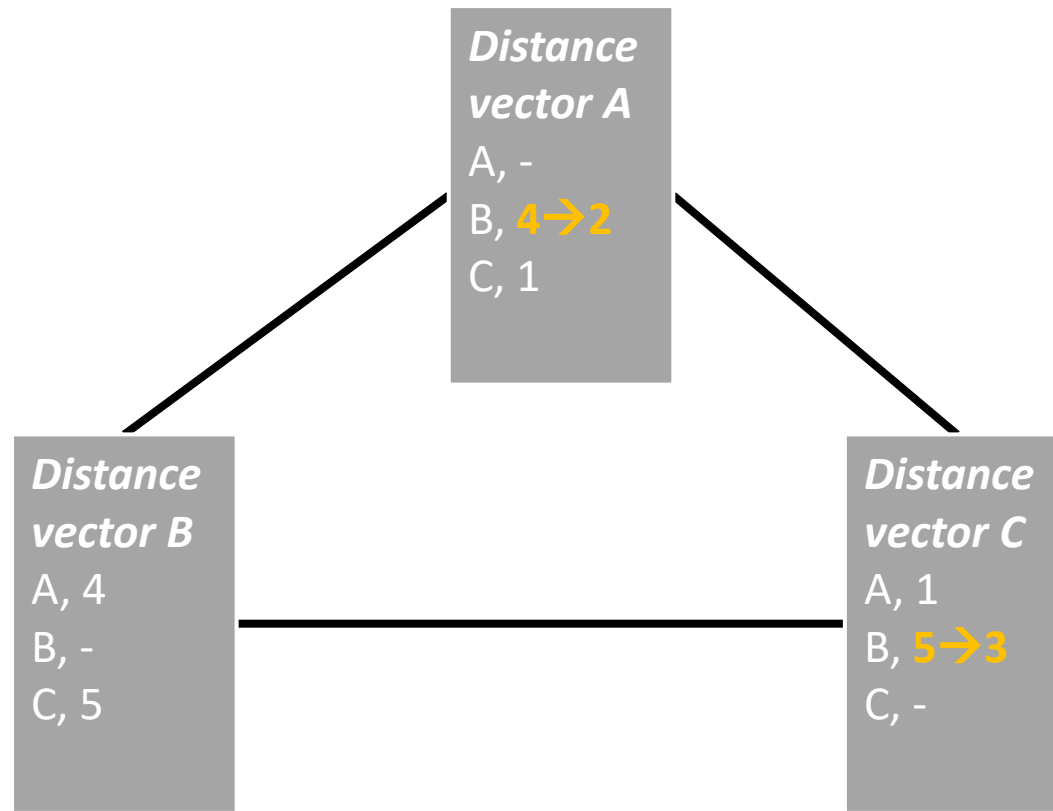 Distance
vector A
A, -
B, 4→2
C, 1
Distance
vector B
A, 4
B, -
C, 5
Distance
vector C
A, 1
B, 5→3
C, -